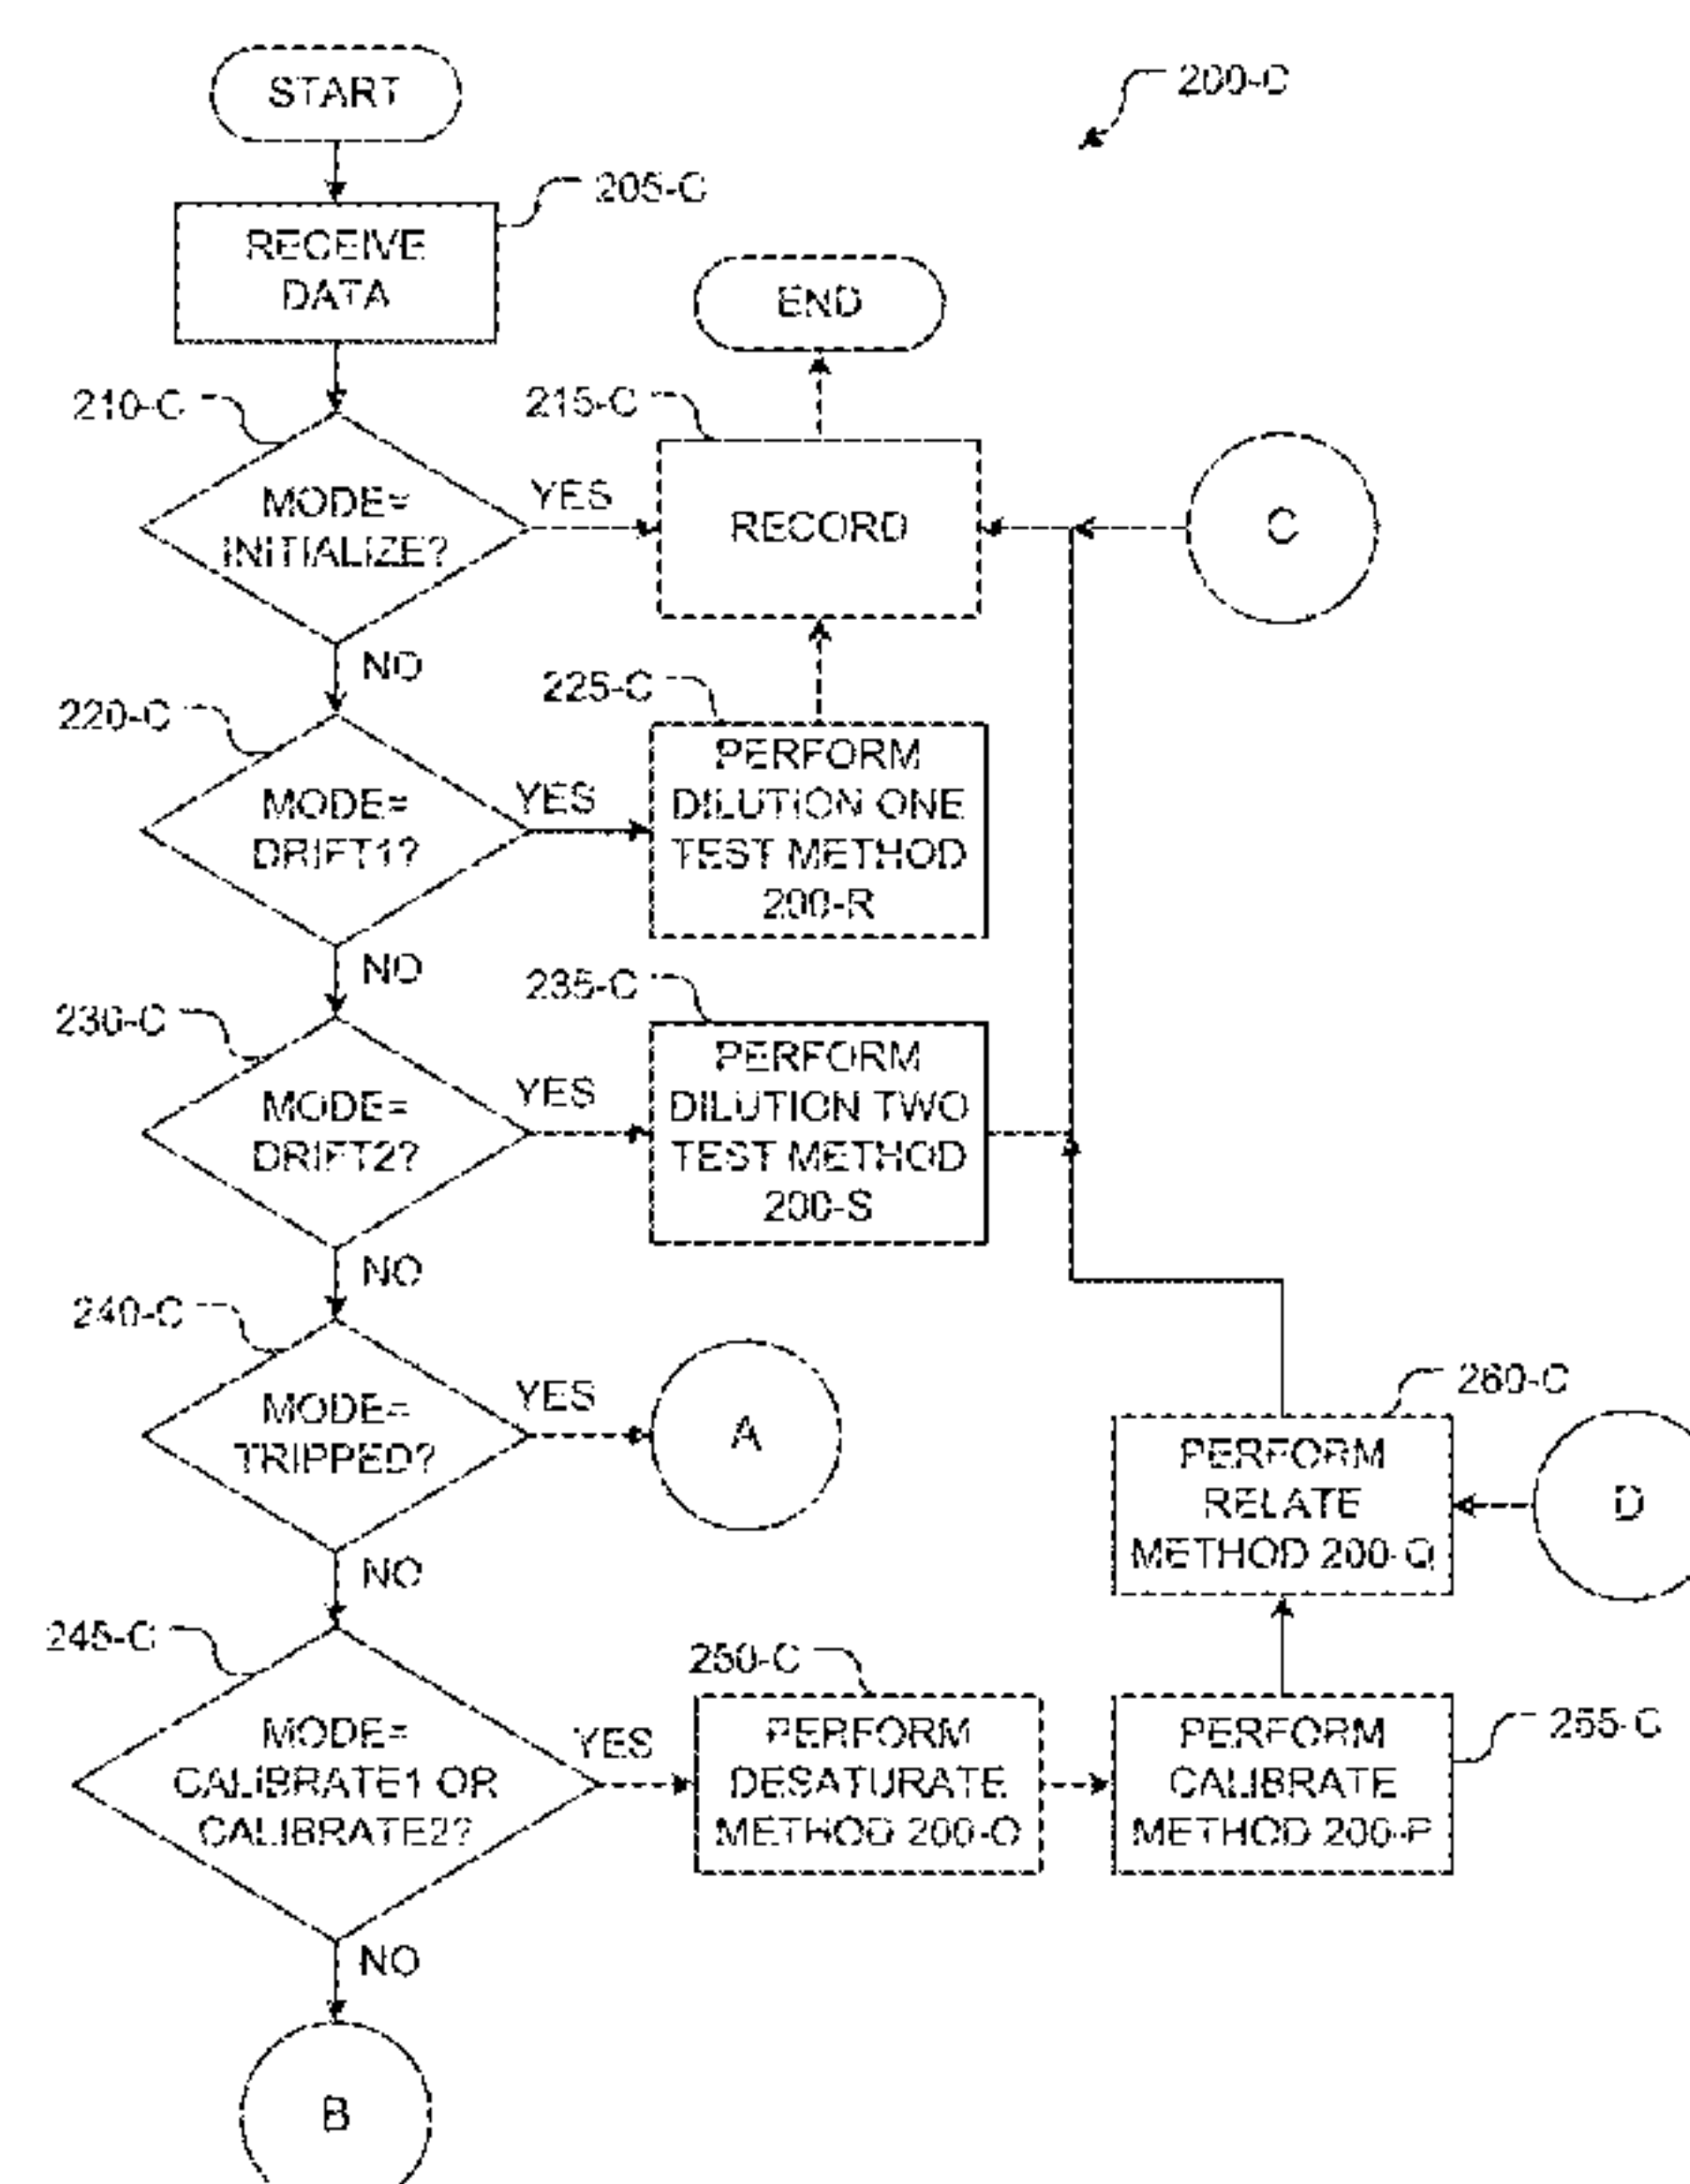 START
200-C
205-C
RECEIVE
DATA
END
210-C
215-C
MODE=
INITIALIZE?
YES
RECORD
C
NO
220-C
225-C
MODE=
DRIFT1?
YES
PERFORM
DILUTION ONE
TEST METHOD
200-R
NO
230-C
235-C
MODE=
DRIFT2?
YES
PERFORM
DILUTION TWO
TEST METHOD
200-S
NO
240-C
MODE=
TRIPPED?
YES
A
260-C
PERFORM
RELATE
METHOD 200-Q
D
NO
245-C
250-C
255-C
MODE=
CALIBRATE1 OR
CALIBRATE2?
YES
PERFORM
DESATURATE
METHOD 200-O
PERFORM
CALIBRATE
METHOD 200-P
NO
B